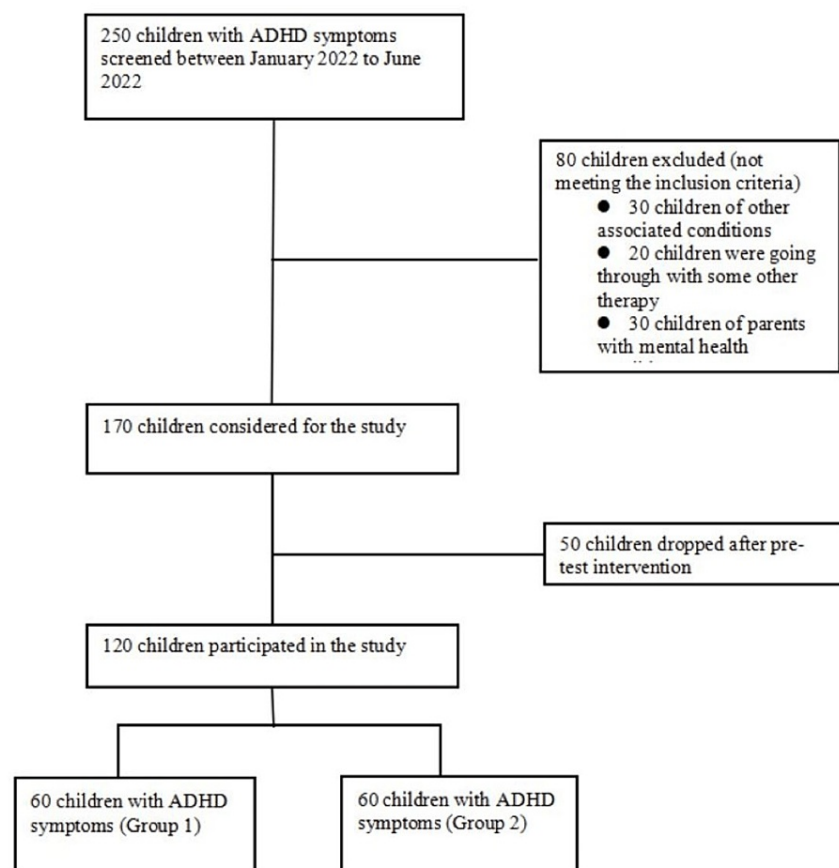 250 children with ADHD symptoms
screened between January 2022 to June
2022
80 children excluded (not
meeting the inclusion criteria)
● 30 children of other
associated conditions
● 20 children were going
through with some other
therapy
● 30 children of parents
with mental health
170 children considered for the study
50 children dropped after pre-
test intervention
120 children participated in the study
60 children with ADHD
symptoms (Group 1)
60 children with ADHD
symptoms (Group 2)